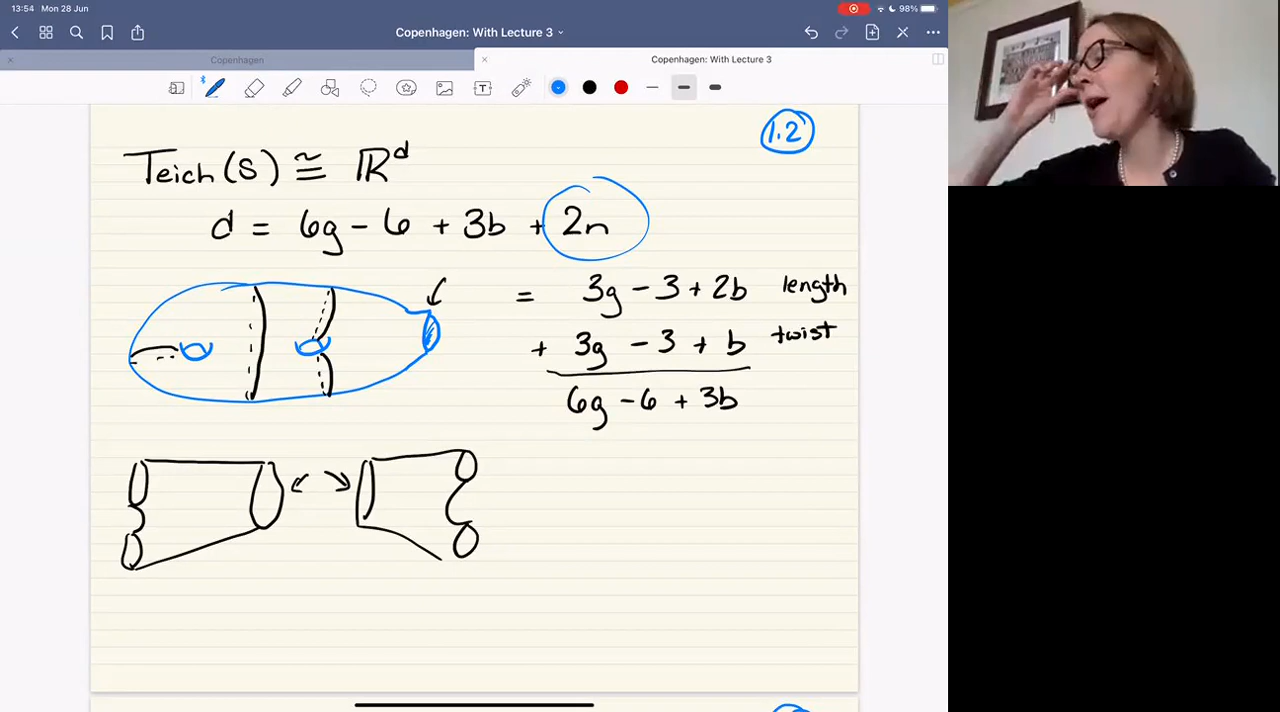 13:54 Mon 28 Jun
98%
Copenhagen: With Lecture 3
Copenhagen
Copenhagen: With Lecture 3
1.2
Teich (S) ≅ ℝᵈ
d = 6g - 6 + 3b + 2n
= 3g - 3 + 2b length
+ 3g - 3 + b twist
6g - 6 + 3b